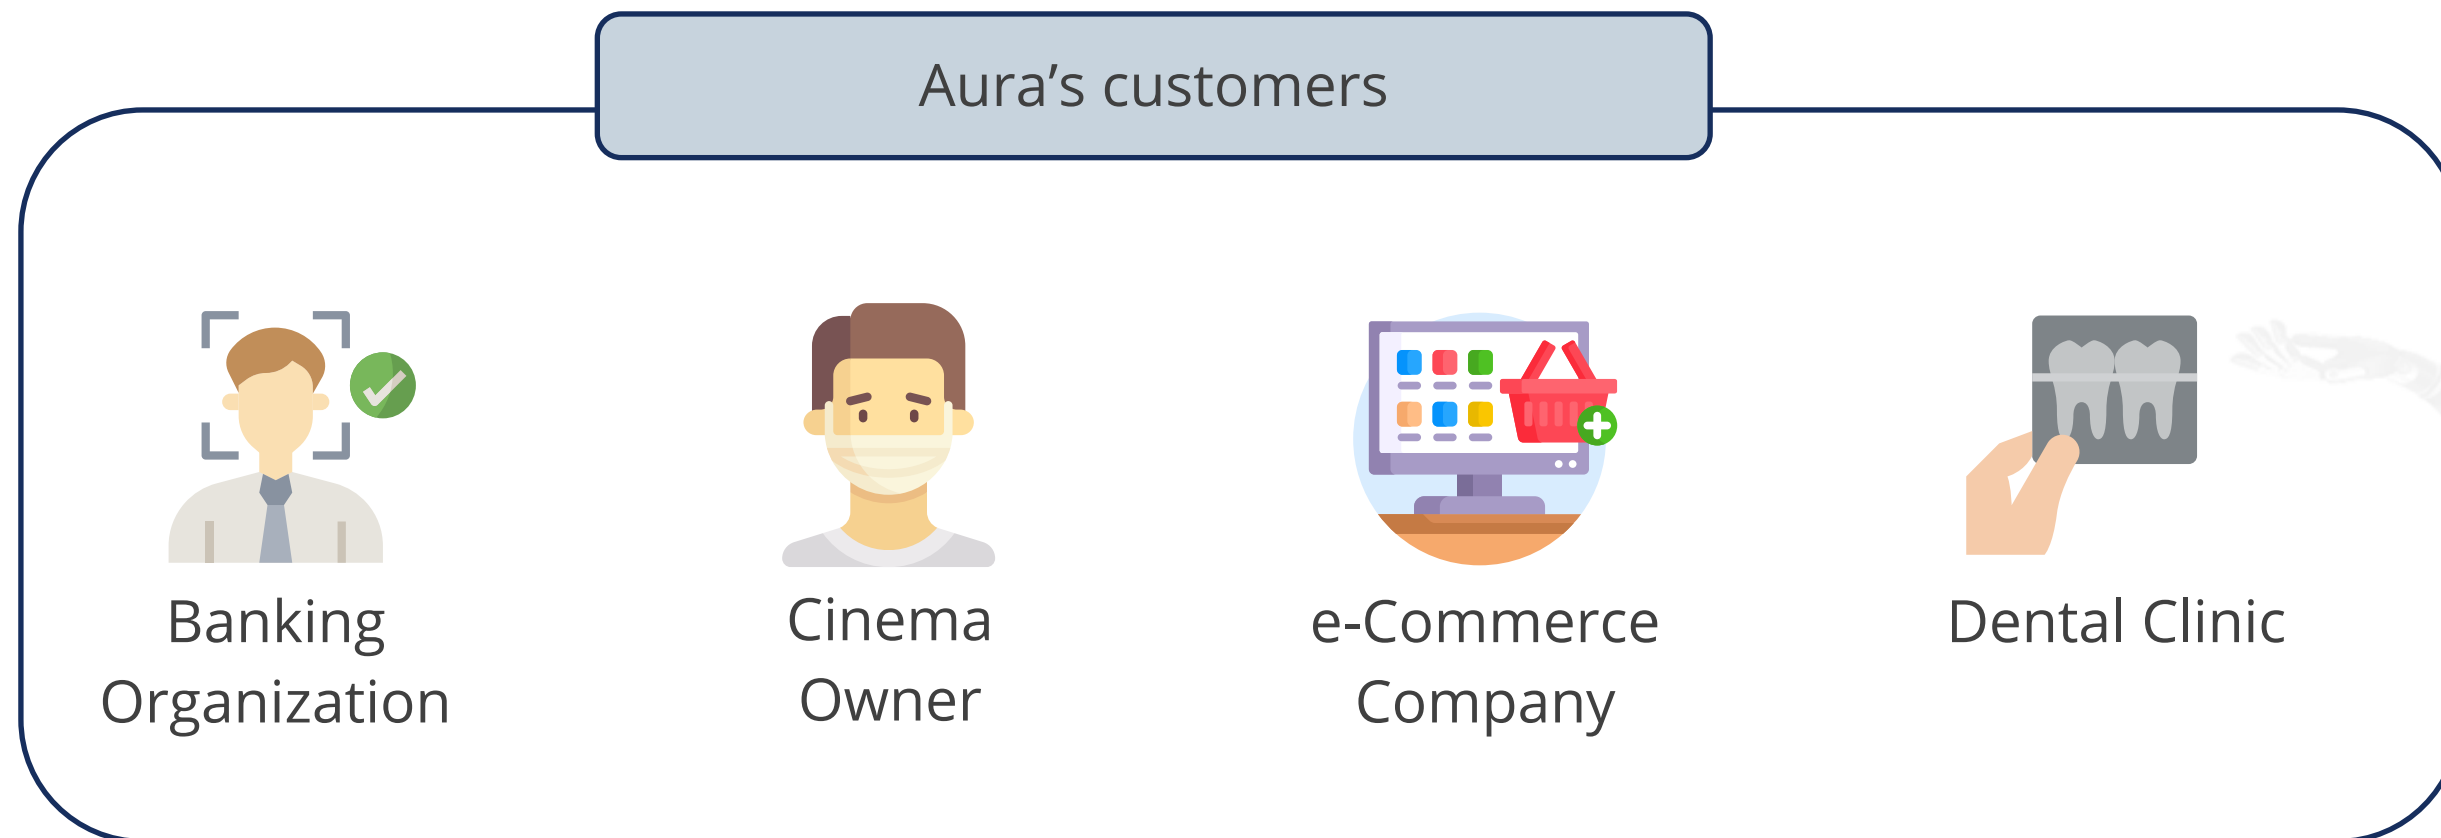 Aura’s customers
Banking
Organization
Cinema
Owner
e-Commerce
Company
Dental Clinic